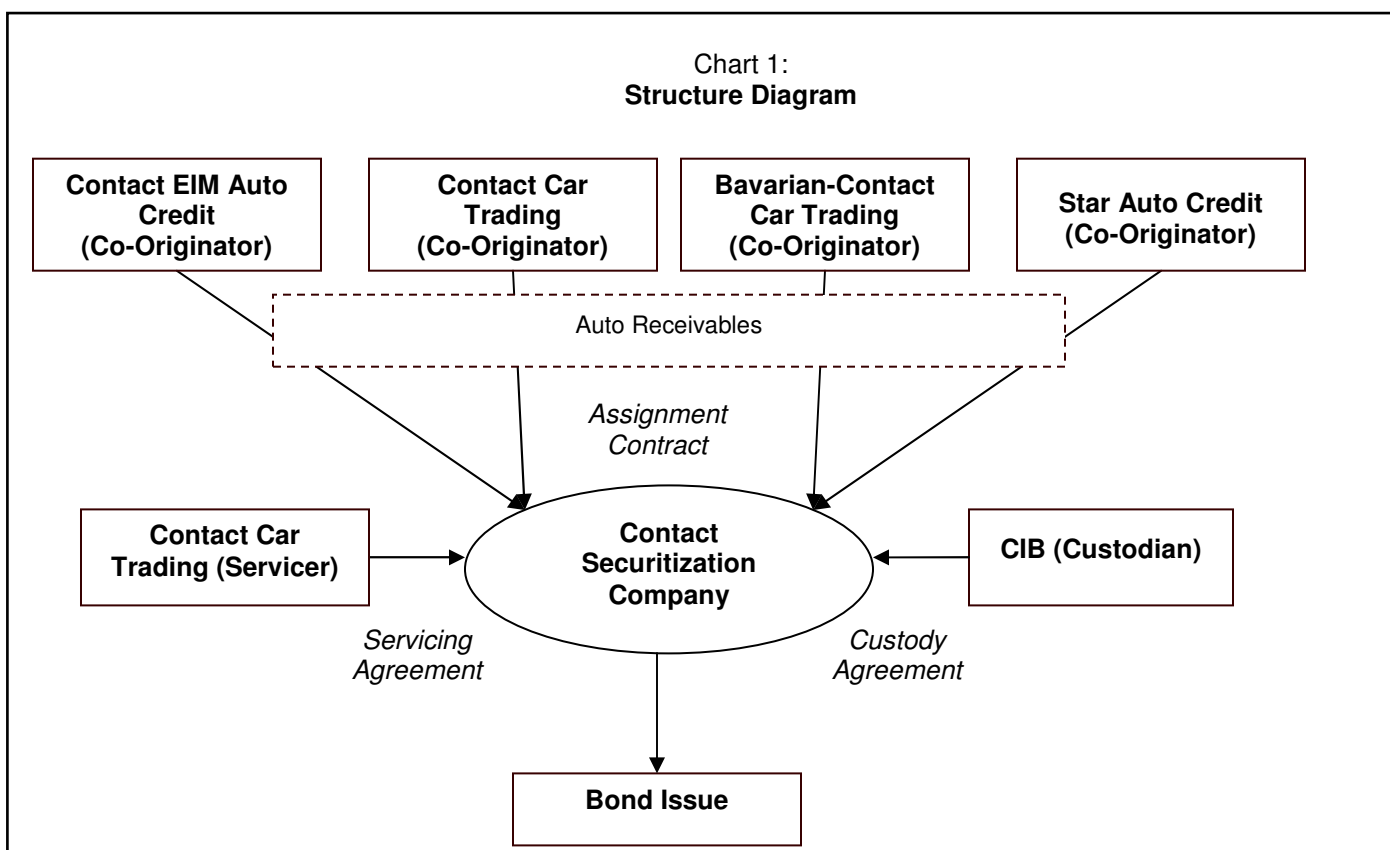 Chart 1:
Structure Diagram
Contact EIM Auto
Credit
(Co-Originator)
Contact Car
Trading
(Co-Originator)
Bavarian-Contact
Car Trading
(Co-Originator)
Star Auto Credit
(Co-Originator)
Auto Receivables
Assignment
Contract
Contact Car
Trading (Servicer)
Contact
Securitization
Company
CIB (Custodian)
Servicing
Agreement
Custody
Agreement
Bond Issue